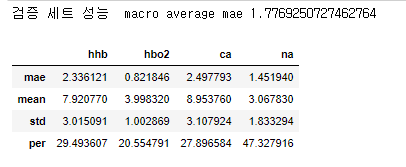 검증 세트 성능 macro average mae 1.7769250727462764
hhb hbo2 ca na
mae 2.336121 0.821846 2.497793 1.451940
mean 7.920770 3.998320 8.953760 3.067830
std 3.015091 1.002869 3.107924 1.833294
per 29.493607 20.554791 27.896584 47.327916